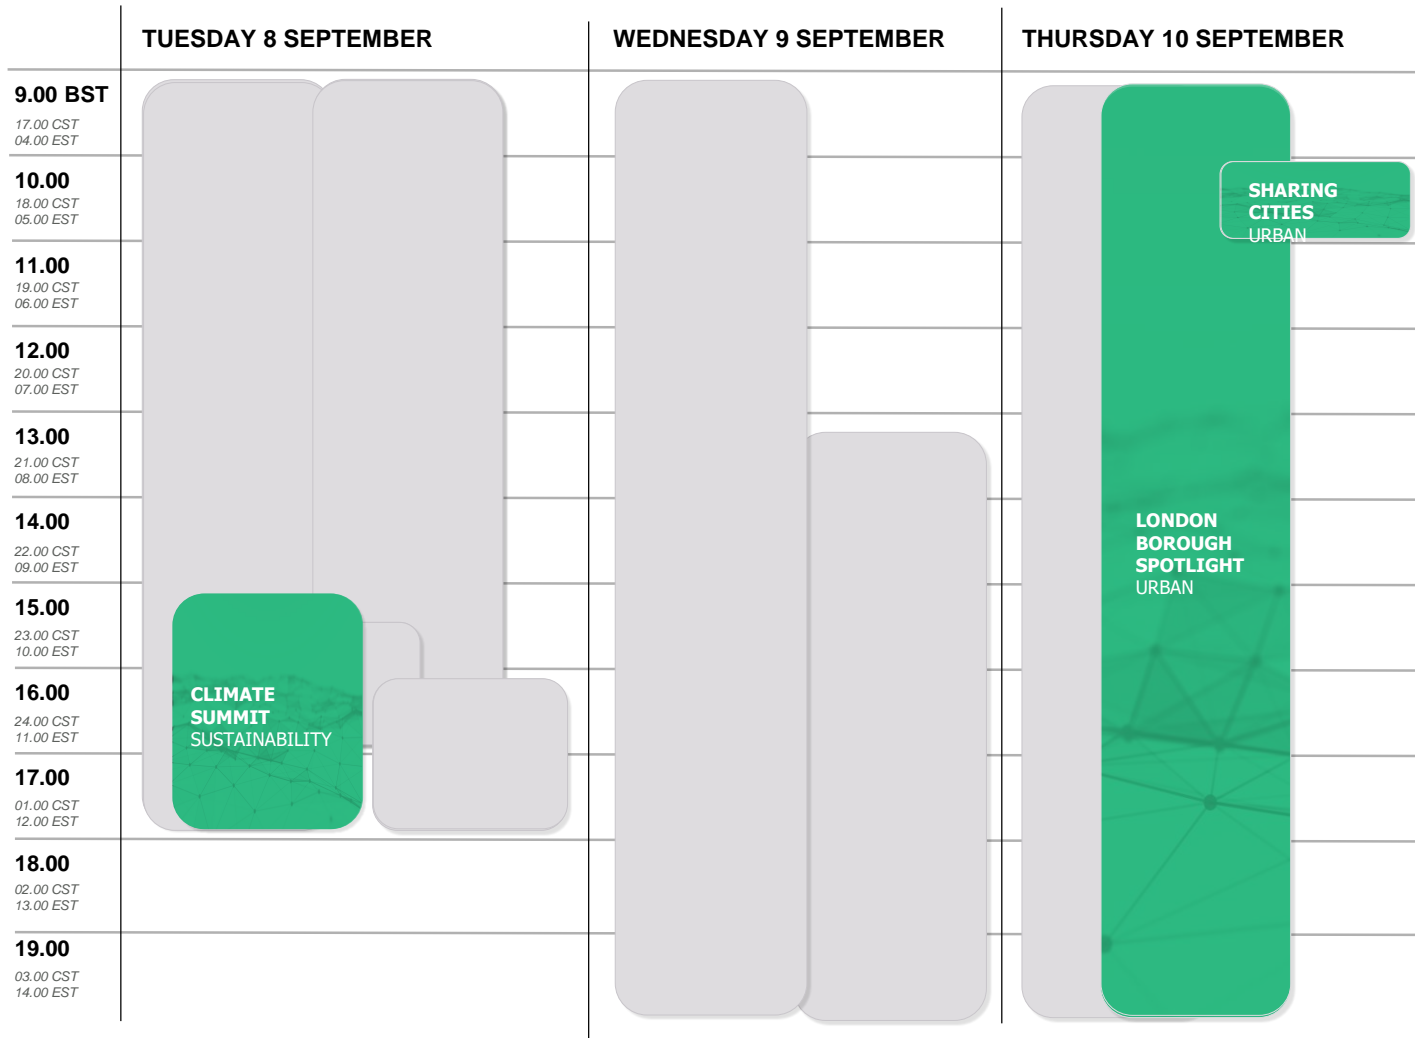 TUESDAY 8 SEPTEMBER
WEDNESDAY 9 SEPTEMBER
THURSDAY 10 SEPTEMBER
9.00 BST
17.00 CST
04.00 EST
10.00
18.00 CST
05.00 EST
11.00
19.00 CST
06.00 EST
12.00
20.00 CST
07.00 EST
13.00
21.00 CST
08.00 EST
14.00
22.00 CST
09.00 EST
15.00
23.00 CST
10.00 EST
16.00
24.00 CST
11.00 EST
17.00
01.00 CST
12.00 EST
18.00
02.00 CST
13.00 EST
19.00
03.00 CST
14.00 EST
CLIMATE
SUMMIT
SUSTAINABILITY
LONDON
BOROUGH
SPOTLIGHT
URBAN
SHARING
CITIES
URBAN